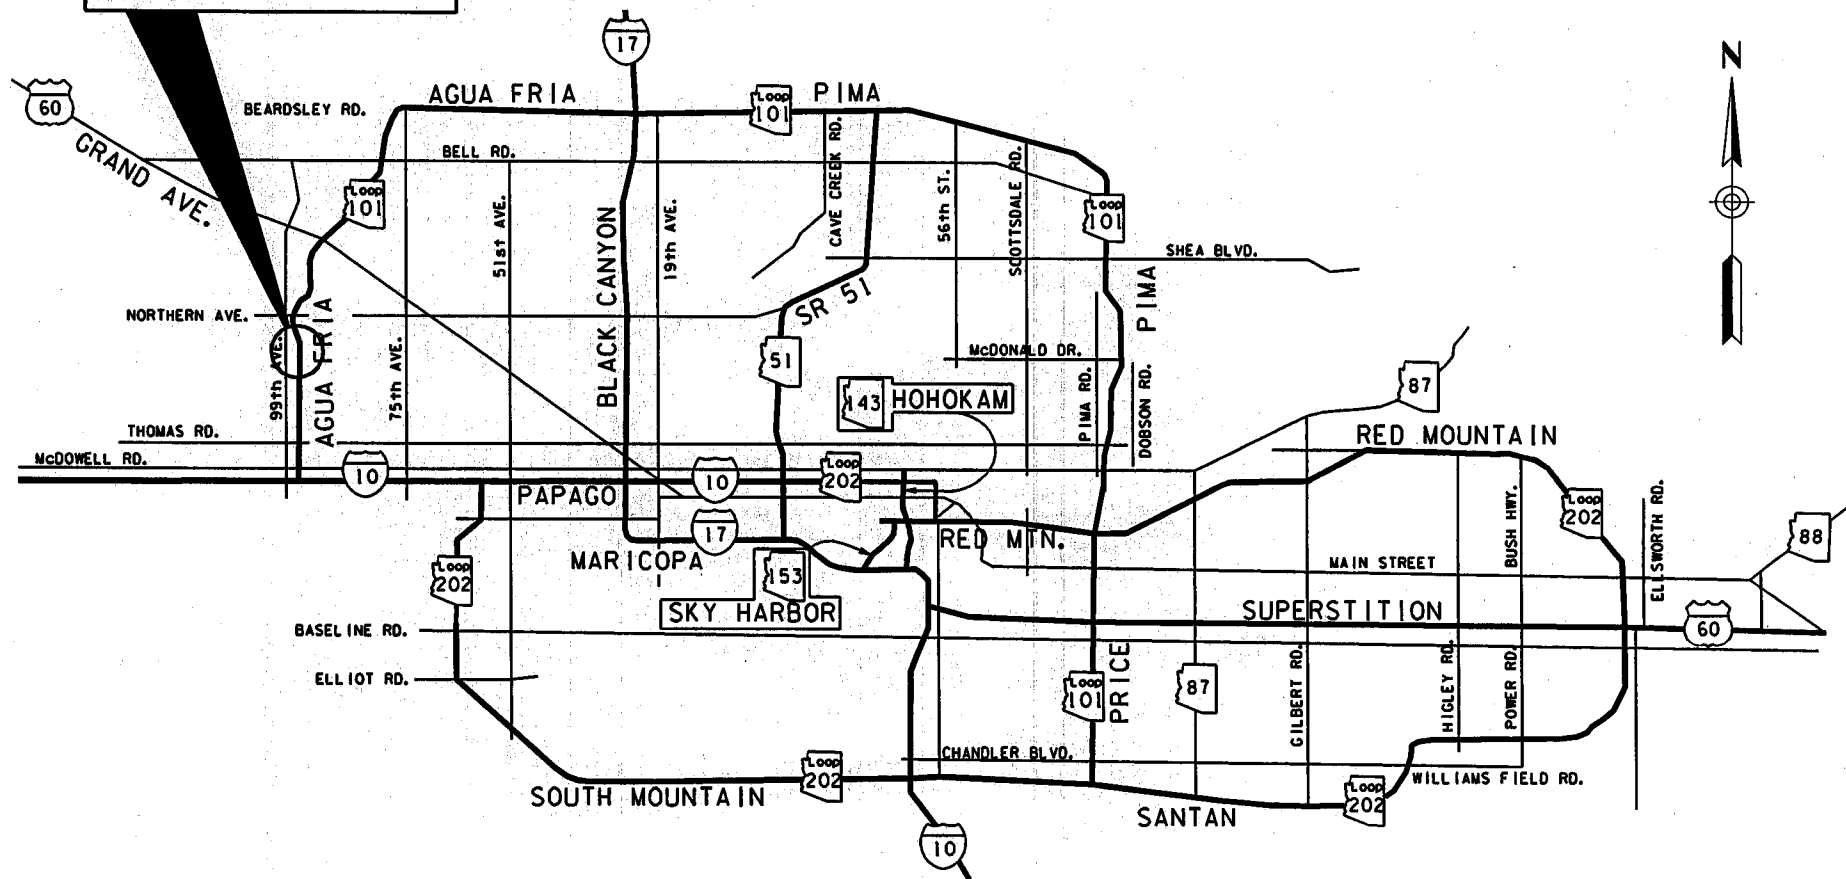 17
N
60
AGUA FRIA
Loop
101
PIMA
BEARDSLEY RD.
GRAND AVE.
BELL RD.
CAVE CREEK RD.
SCOTTSDALE RD.
56th ST.
Loop
101
51st AVE.
BLACK CANYON
19th AVE.
Loop
101
SHEA BLVD.
PIMA
NORTHERN AVE.
SR 51
99th AVE.
AGUA FRIA
75th AVE.
51
McDONALD DR.
PIMA RD.
DOBSON RD.
87
143
HOHOKAM
THOMAS RD.
RED MOUNTAIN
McDOWELL RD.
10
10
Loop
202
PAPAGO
17
RED MTN.
BUSH HWY.
Loop
202
ELLSWORTH RD.
88
MARICOPA
153
SKY HARBOR
MAIN STREET
Loop
202
SUPERSTITION
60
BASELINE RD.
ELLIOT RD.
Loop
101
PRICE
87
GILBERT RD.
HIGLEY RD.
POWER RD.
CHANDLER BLVD.
Loop
202
WILLIAMS FIELD RD.
SOUTH MOUNTAIN
Loop
202
SANTAN
10